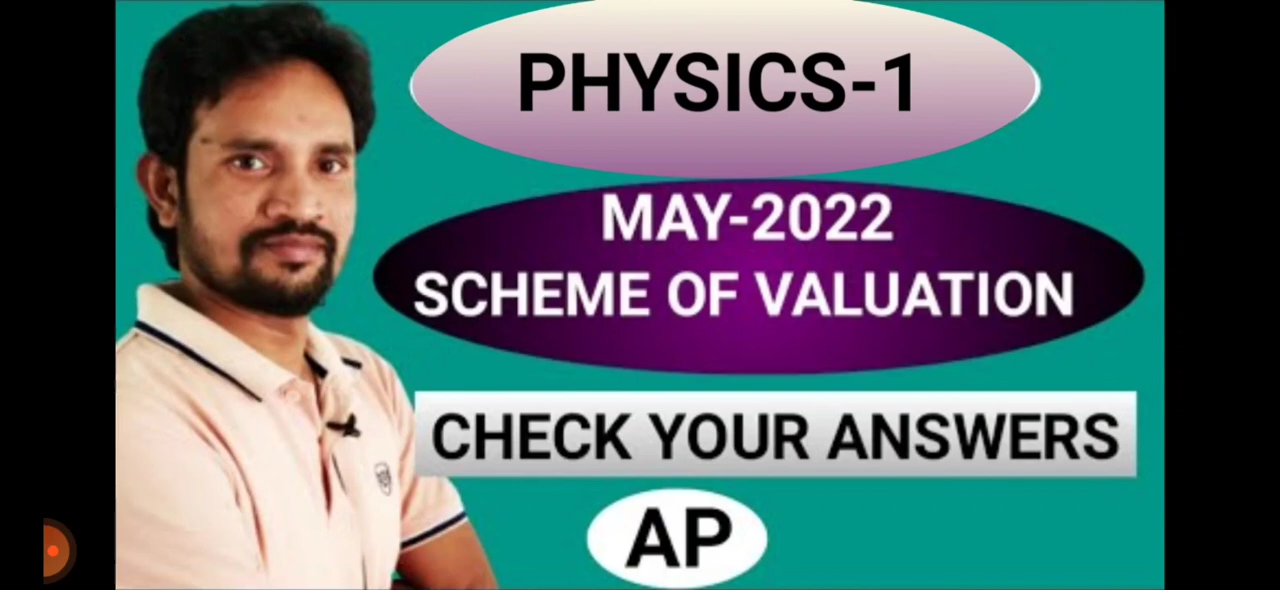 PHYSICS-1
MAY-2022
SCHEME OF VALUATION
CHECK YOUR ANSWERS
AP